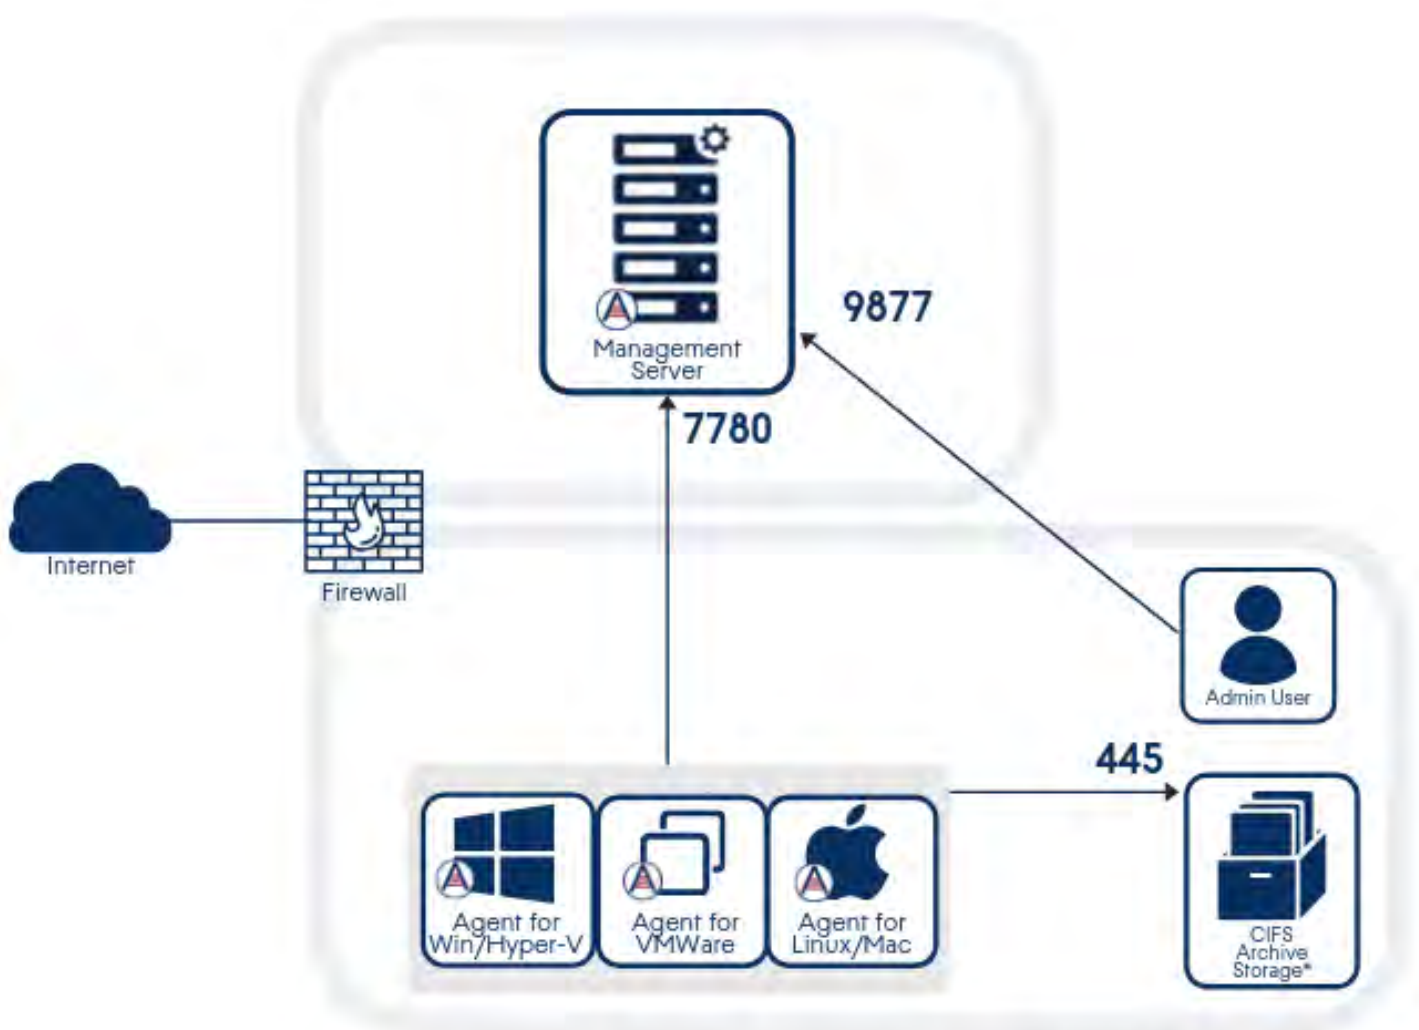 Management
Server
9877
7780
Internet
Firewall
Admin User
445
Agent for
Win/Hyper-V
Agent for
VMWare
Agent for
Linux/Mac
CIFS
Archive
Storage*